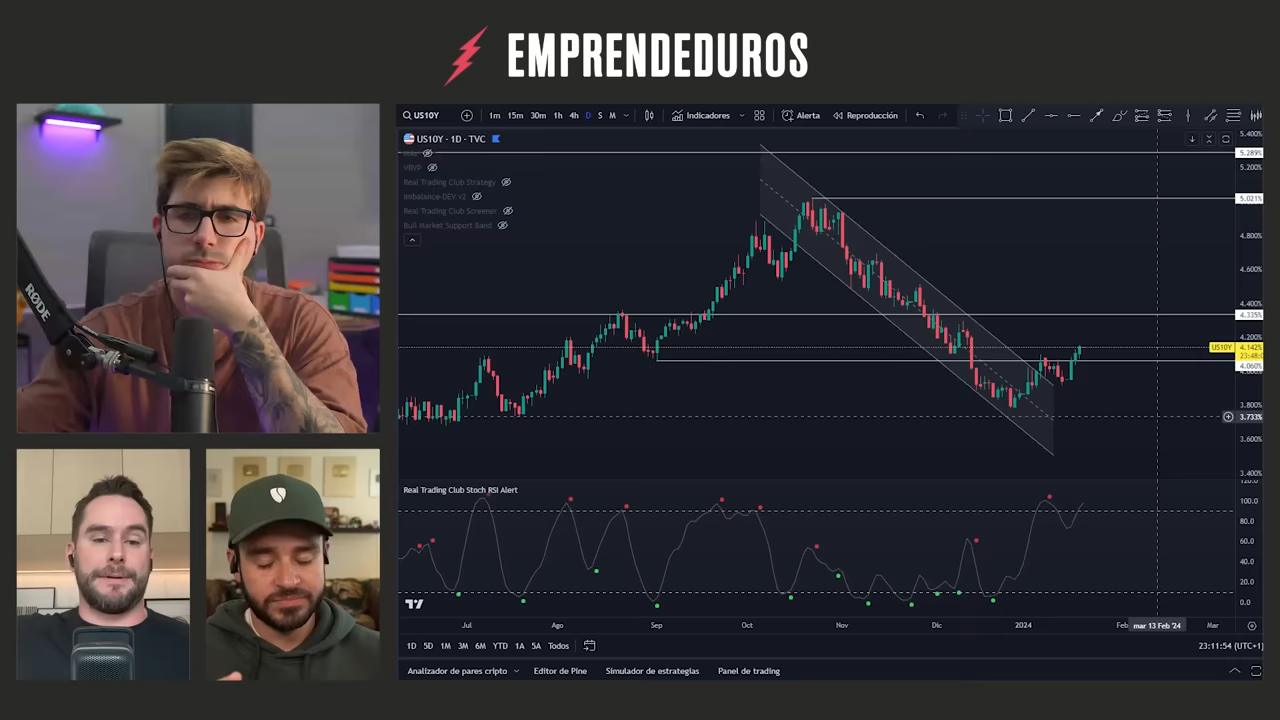 EMPRENDEDUROS
US10Y
1m 15m 30m 1h 4h D S M
Indicadores
Alerta
Reproducción
US10Y · 1D · TVC
VRVP
Real Trading Club Strategy
Imbalance-DEV v2
Real Trading Club Screener
Bull Market Support Band
5.400%
5.289%
5.200%
5.021%
4.800%
4.600%
4.400%
4.335%
4.200%
US10Y 4.142%
23:48:0
4.060%
3.800%
3.733%
3.600%
3.400%
RØDE
Real Trading Club Stoch RSI Alert
120.0
100.0
80.0
60.0
40.0
20.0
0.0
Jul Ago Sep Oct Nov Dic 2024 Feb mar 13 Feb '24 Mar
1D 5D 1M 3M 6M YTD 1A 5A Todos
23:11:54 (UTC+1)
Analizador de pares cripto
Editor de Pine
Simulador de estrategias
Panel de trading